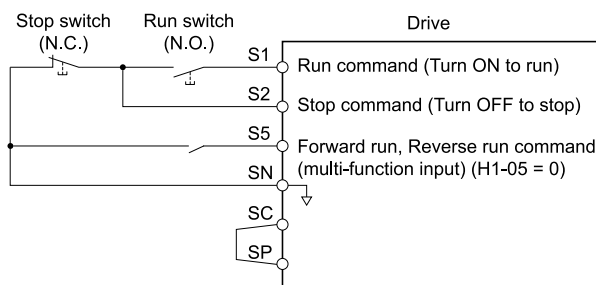 Stop switch
(N.C.)
Run switch
(N.O.)
Drive
S1
Run command (Turn ON to run)
S2
Stop command (Turn OFF to stop)
S5
Forward run, Reverse run command
(multi-function input) (H1-05 = 0)
SN
SC
SP